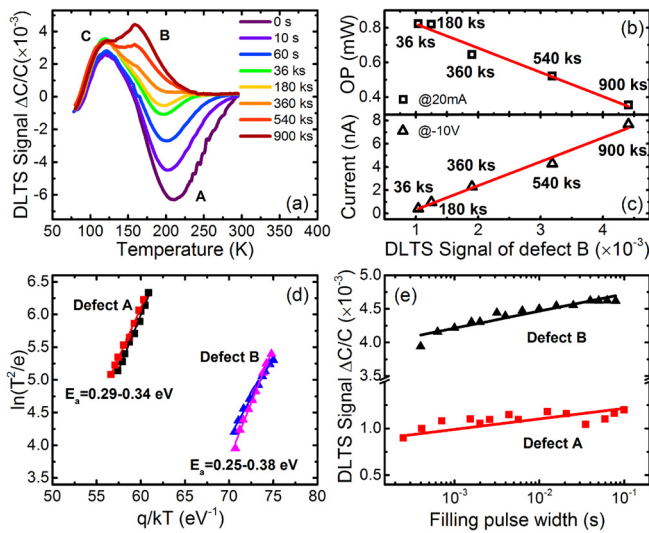 DLTS Signal ΔC/C(×10⁻³)
6
4
2
0
-2
-4
-6
C
B
A
0 s
10 s
60 s
36 ks
180 ks
360 ks
540 ks
900 ks
(a)
50 100 150 200 250 300 350 400
Temperature (K)
OP (mW)
0.8
0.6
0.4
(b)
180 ks
36 ks
360 ks
540 ks
900 ks
@20mA
Current (nA)
8
6
4
2
0
@-10V
36 ks
180 ks
360 ks
540 ks
900 ks
(c)
1 2 3 4
DLTS Signal of defect B (×10⁻³)
ln(T²/e)
6.5
6.0
5.5
5.0
4.5
4.0
(d)
Defect A
Eₐ=0.29-0.34 eV
Defect B
Eₐ=0.25-0.38 eV
50 55 60 65 70 75 80
q/kT (eV⁻¹)
DLTS Signal ΔC/C (×10⁻³)
5.0
4.5
4.0
3.5
1.0
(e)
Defect B
Defect A
10⁻³ 10⁻² 10⁻¹
Filling pulse width (s)